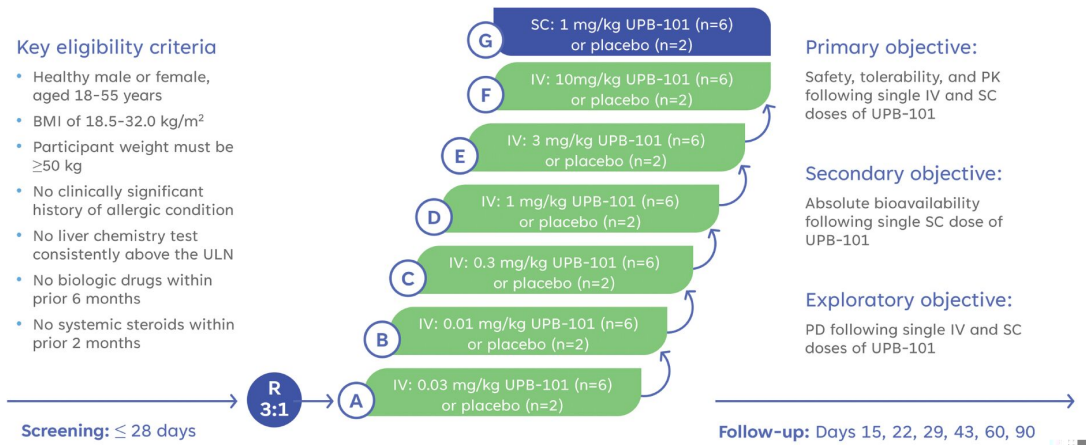 Key eligibility criteria
• Healthy male or female,
aged 18-55 years
• BMI of 18.5-32.0 kg/m²
• Participant weight must be
≥50 kg
• No clinically significant
history of allergic condition
• No liver chemistry test
consistently above the ULN
• No biologic drugs within
prior 6 months
• No systemic steroids within
prior 2 months
Screening: ≤ 28 days
R
3:1
G
SC: 1 mg/kg UPB-101 (n=6)
or placebo (n=2)
F
IV: 10mg/kg UPB-101 (n=6)
or placebo (n=2)
E
IV: 3 mg/kg UPB-101 (n=6)
or placebo (n=2)
D
IV: 1 mg/kg UPB-101 (n=6)
or placebo (n=2)
C
IV: 0.3 mg/kg UPB-101 (n=6)
or placebo (n=2)
B
IV: 0.01 mg/kg UPB-101 (n=6)
or placebo (n=2)
A
IV: 0.03 mg/kg UPB-101 (n=6)
or placebo (n=2)
Primary objective:
Safety, tolerability, and PK
following single IV and SC
doses of UPB-101
Secondary objective:
Absolute bioavailability
following single SC dose of
UPB-101
Exploratory objective:
PD following single IV and SC
doses of UPB-101
Follow-up: Days 15, 22, 29, 43, 60, 90